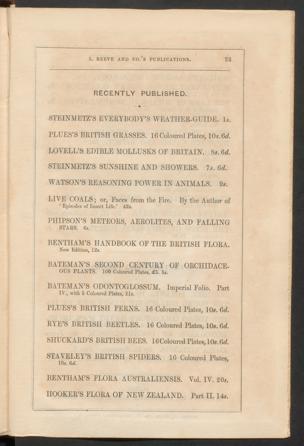 L. REEVE AND CO.'S PUBLICATIONS. 23
RECENTLY PUBLISHED.
STEINMETZ'S EVERYBODY'S WEATHER-GUIDE. 1s.
PLUES'S BRITISH GRASSES. 16 Coloured Plates, 10s. 6d.
LOVELL'S EDIBLE MOLLUSKS OF BRITAIN. 8s. 6d.
STEINMETZ'S SUNSHINE AND SHOWERS. 7s. 6d.
WATSON'S REASONING POWER IN ANIMALS. 9s.
LIVE COALS; or, Faces from the Fire. By the Author of
'Episodes of Insect Life.' 42s.
PHIPSON'S METEORS, AEROLITES, AND FALLING
STARS. 6s.
BENTHAM'S HANDBOOK OF THE BRITISH FLORA.
New Edition, 12s.
BATEMAN'S SECOND CENTURY OF ORCHIDACE-
OUS PLANTS. 100 Coloured Plates, £5. 5s.
BATEMAN'S ODONTOGLOSSUM. Imperial Folio. Part
IV., with 5 Coloured Plates, 21s.
PLUES'S BRITISH FERNS. 16 Coloured Plates, 10s. 6d.
RYE'S BRITISH BEETLES. 16 Coloured Plates, 10s. 6d.
SHUCKARD'S BRITISH BEES. 16 Coloured Plates, 10s. 6d.
STAVELEY'S BRITISH SPIDERS. 16 Coloured Plates,
10s. 6d.
BENTHAM'S FLORA AUSTRALIENSIS. Vol. IV. 20s.
HOOKER'S FLORA OF NEW ZEALAND. Part II. 14s.